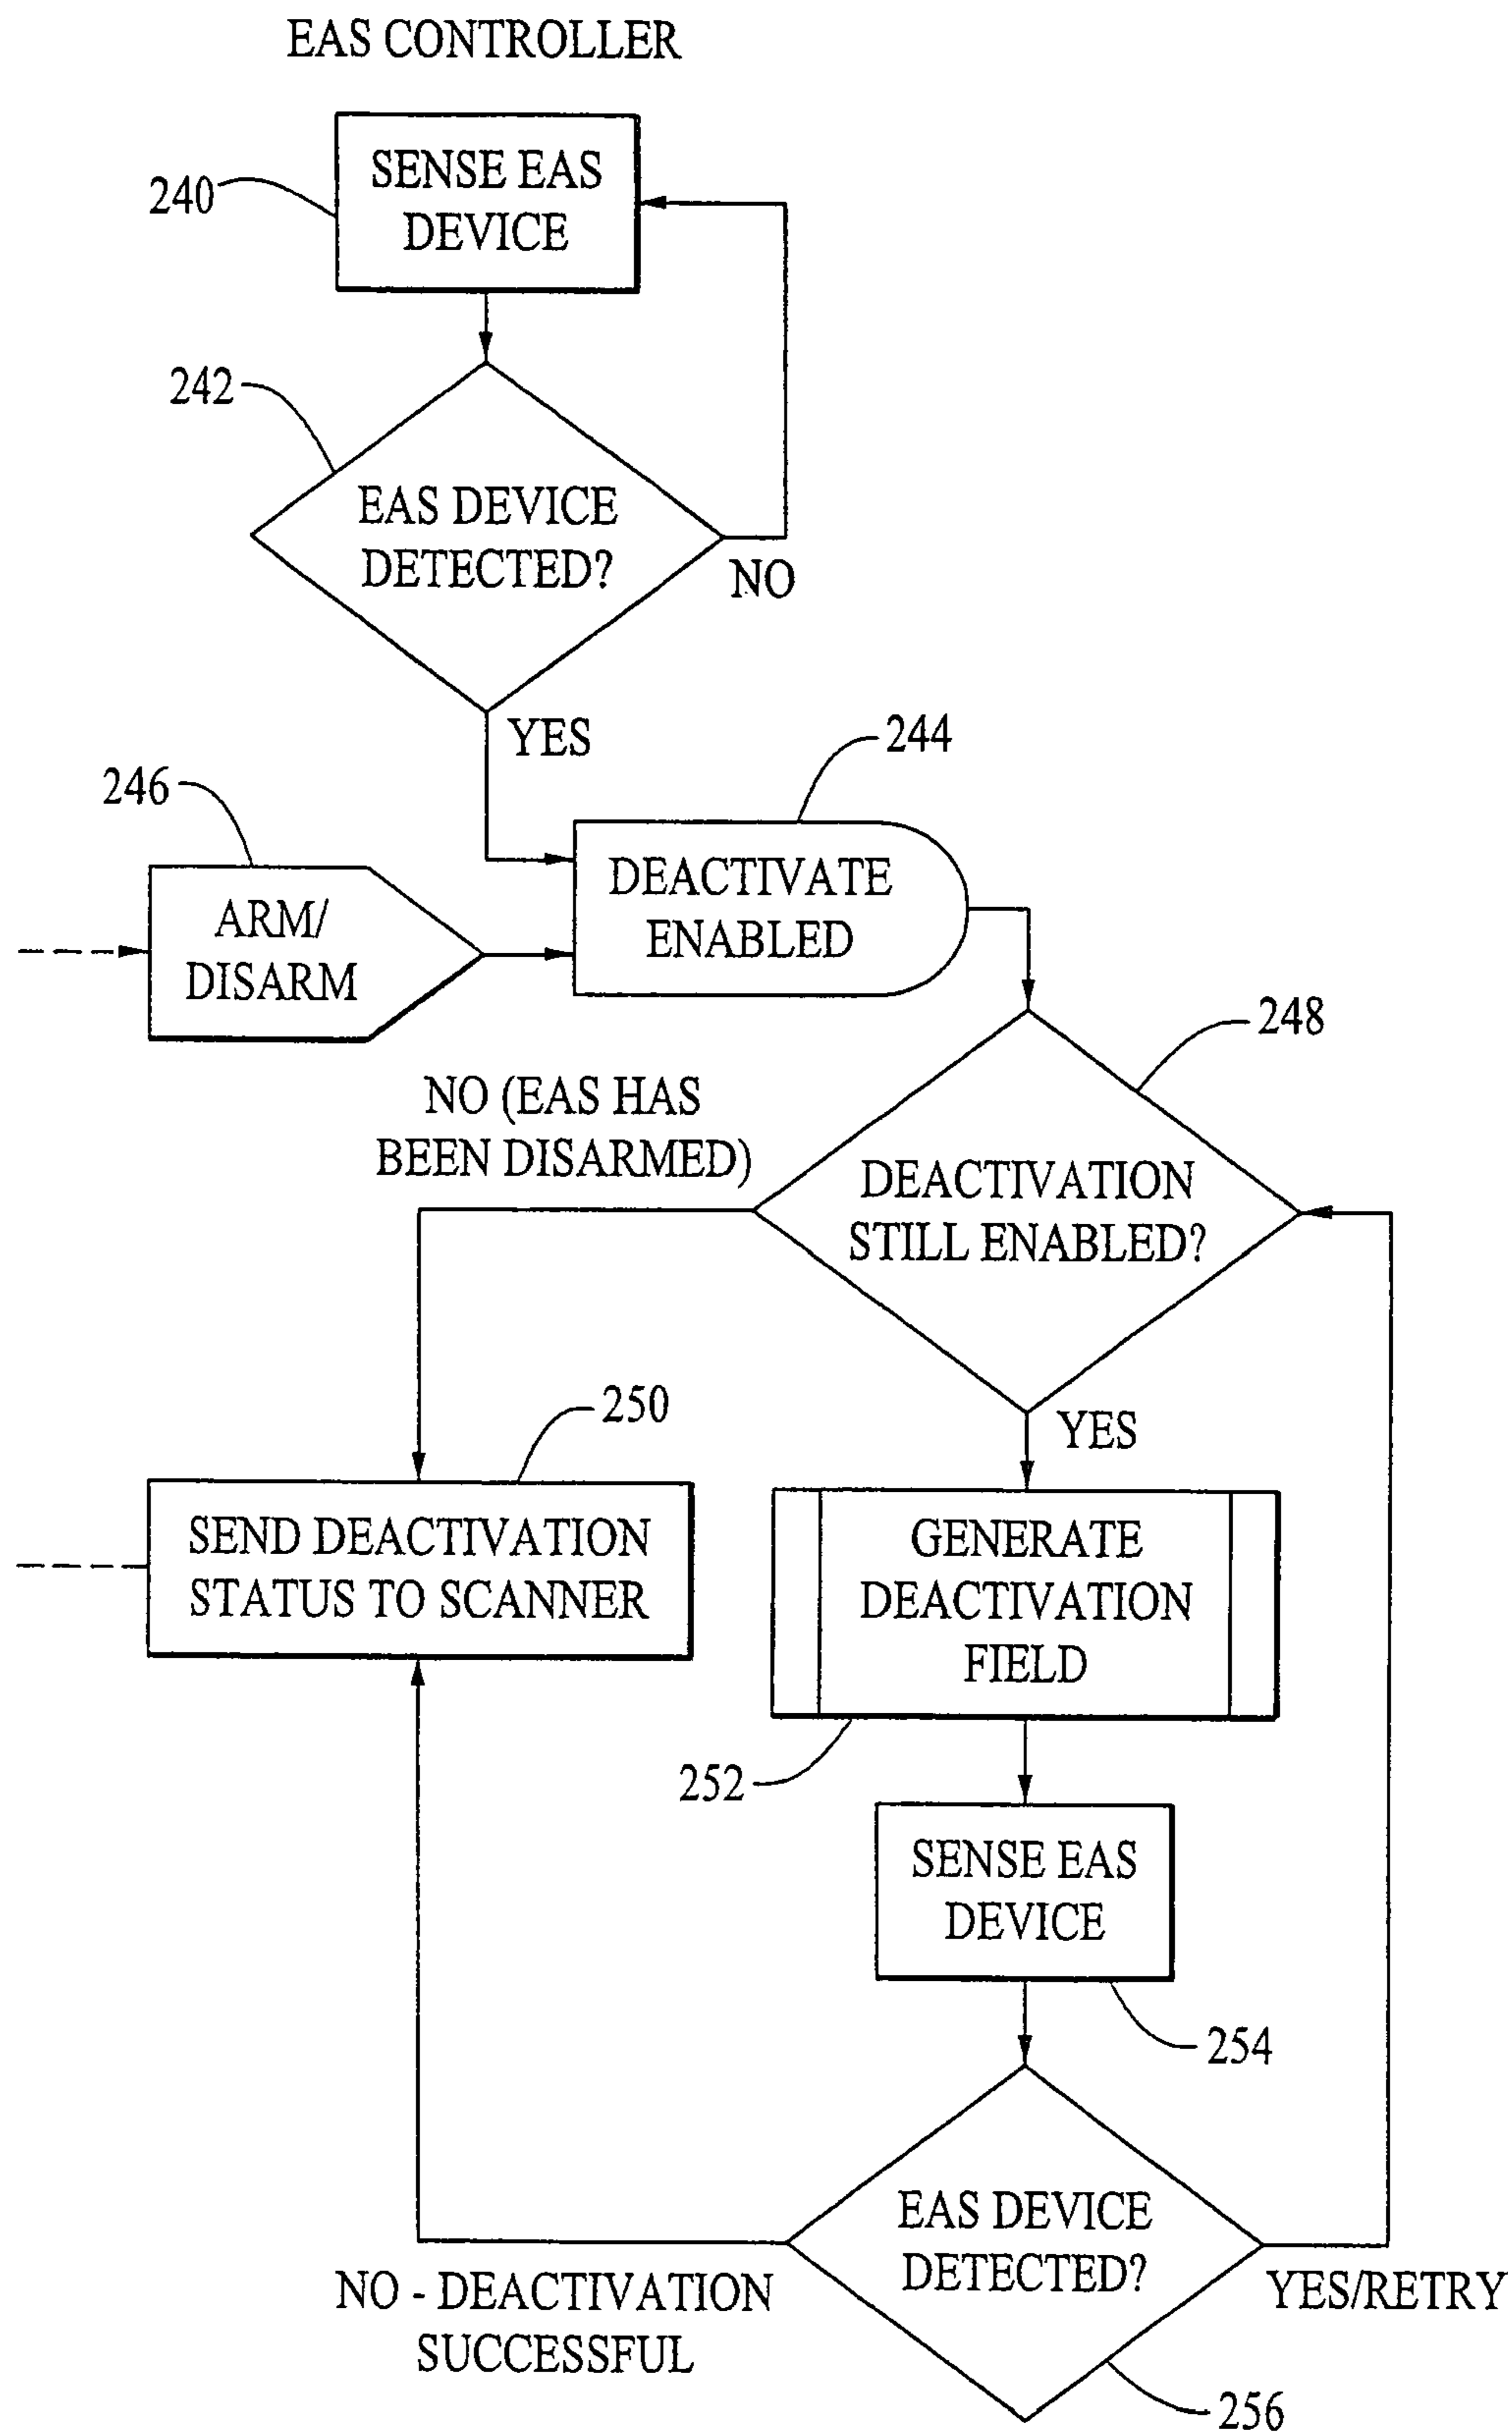 EAS CONTROLLER
SENSE EAS
DEVICE
240
242
EAS DEVICE
DETECTED?
NO
YES
244
246
DEACTIVATE
ENABLED
ARM/
DISARM
248
NO (EAS HAS
BEEN DISARMED)
DEACTIVATION
STILL ENABLED?
250
YES
SEND DEACTIVATION
STATUS TO SCANNER
GENERATE
DEACTIVATION
FIELD
252
SENSE EAS
DEVICE
254
EAS DEVICE
DETECTED?
NO - DEACTIVATION
SUCCESSFUL
YES/RETRY
256